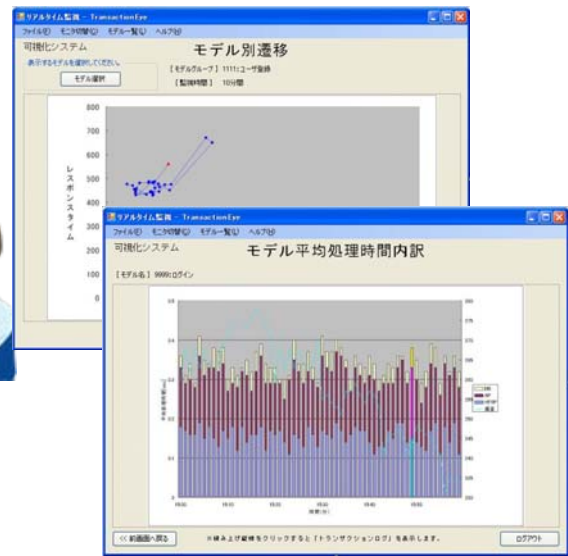 リアルタイム監視 - TransactionEye
ファイル(F) モニタ切替(C) モデル一覧(L) ヘルプ(H)
可視化システム
モデル別遷移
表示するモデルを選択してください。
モデル選択
[モデルグループ] 1111:ユーザ登録
[監視時間] 10分間
800
700
600
500
400
300
200
100
0
レスポンスタイム
リアルタイム監視 - TransactionEye
ファイル(F) モニタ切替(C) モデル一覧(L) ヘルプ(H)
可視化システム
モデル平均処理時間内訳
[モデル名] 9999:ログイン
<< 前画面へ戻る
※積み上げ縦棒をクリックすると「トランザクションログ」を表示します。
ログアウト